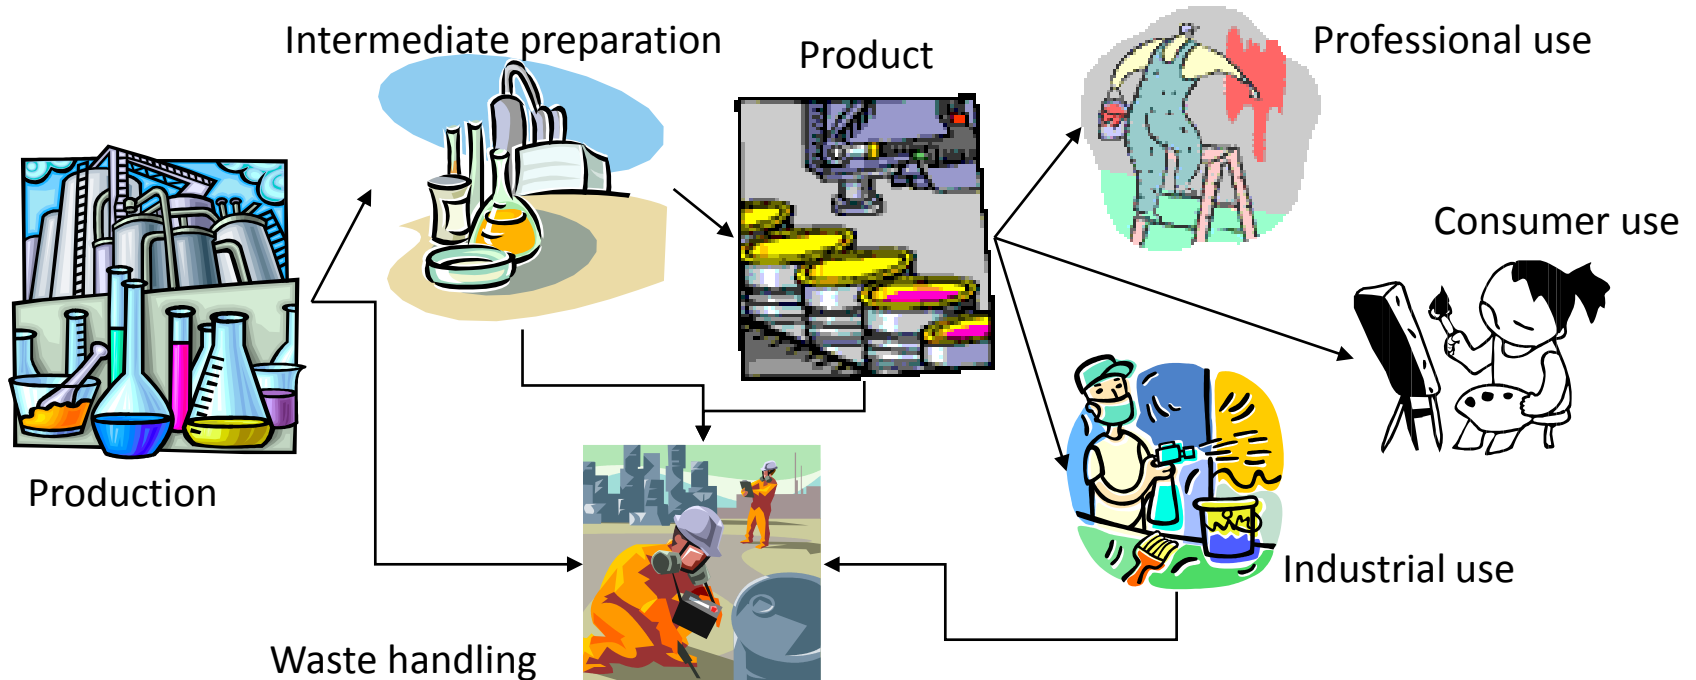 Intermediate preparation
Product
Professional use
Consumer use
Production
Industrial use
Waste handling